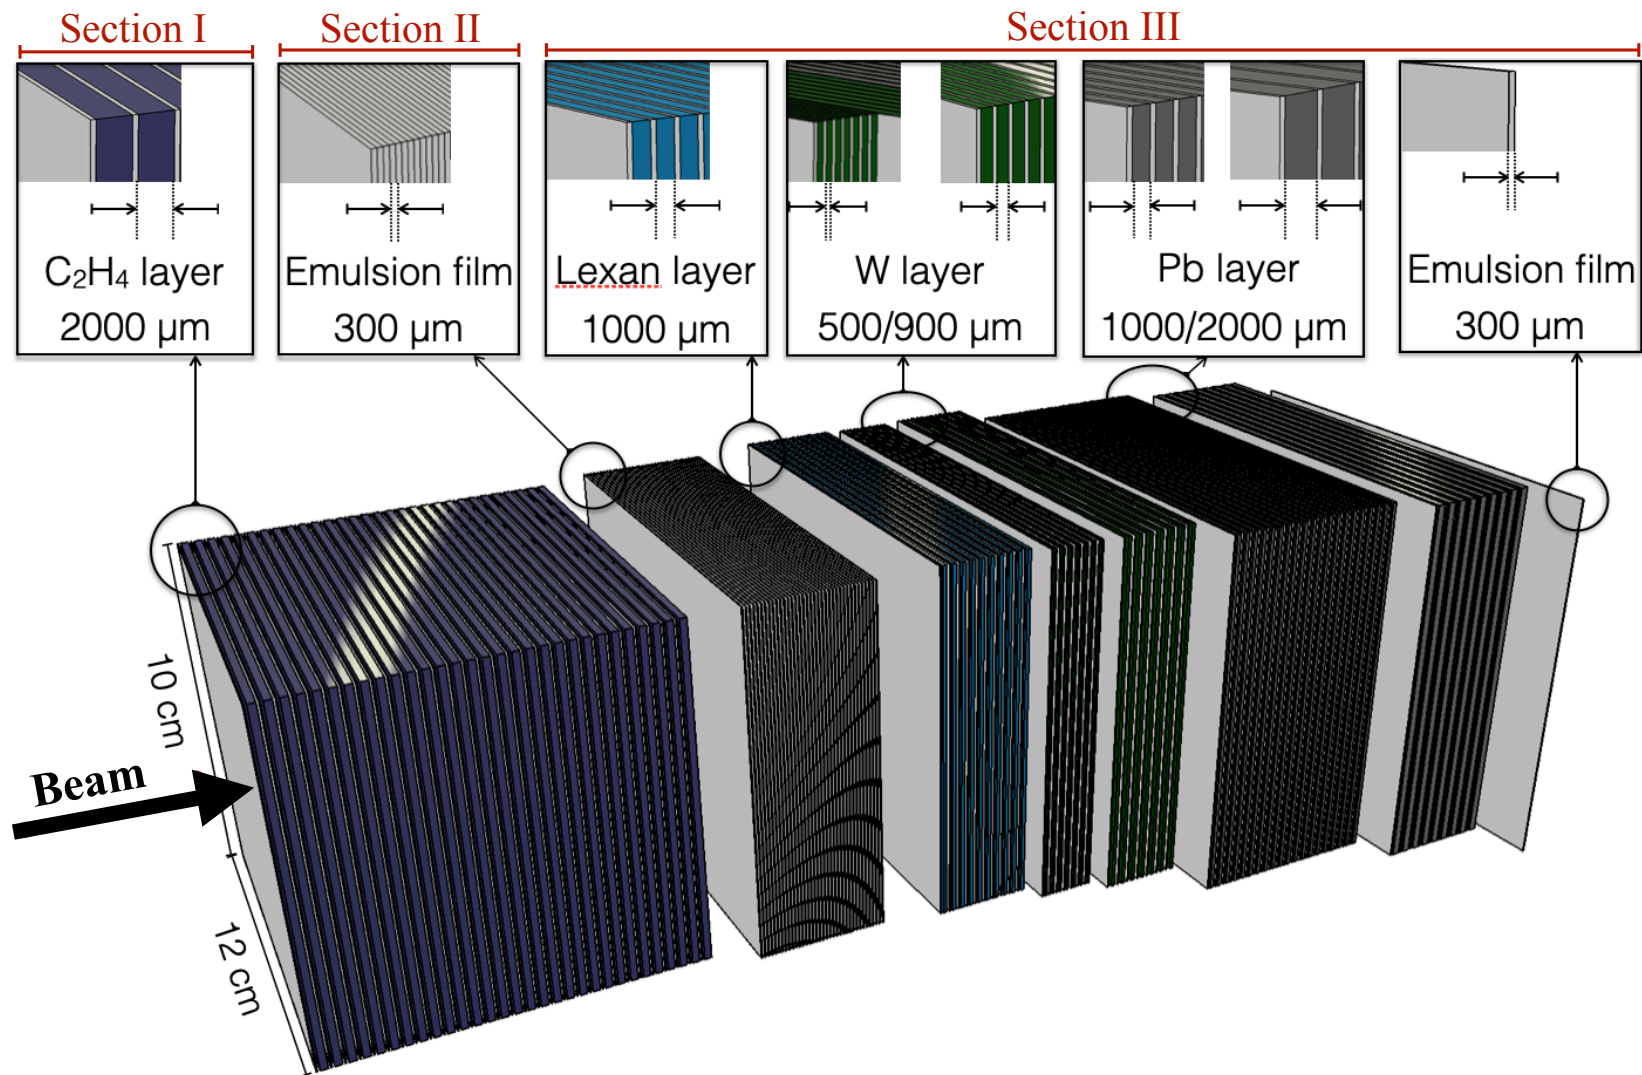 Section I
Section II
Section III
C₂H₄ layer
2000 μm
Emulsion film
300 μm
Lexan layer
1000 μm
W layer
500/900 μm
Pb layer
1000/2000 μm
Emulsion film
300 μm
10 cm
Beam
12 cm